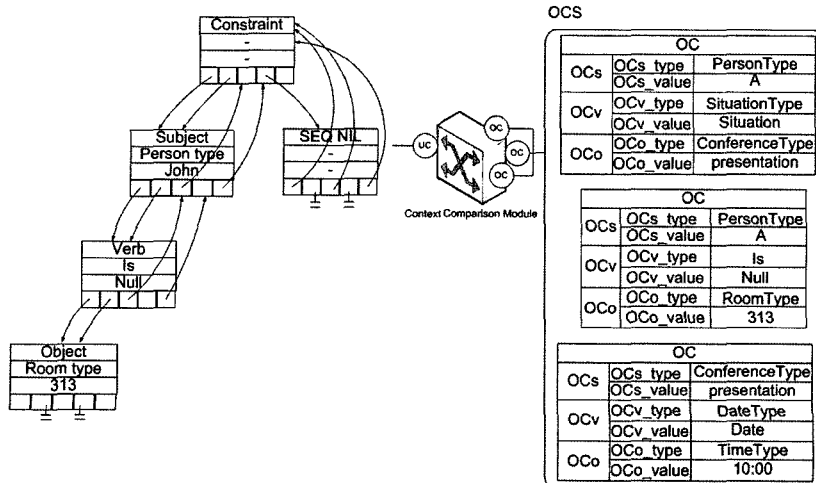 OCS
Constraint
-
-
Subject
Person type
John
SEQ NIL
-
-
Verb
Is
Null
Object
Room type
313
UC
OC
OC
OC
Context Comparison Module
OC
OCs OCs_type PersonType
OCs_value A
OCv OCv_type SituationType
OCv_value Situation
OCo OCo_type ConferenceType
OCo_value presentation
OC
OCs OCs_type PersonType
OCs_value A
OCv OCv_type Is
OCv_value Null
OCo OCo_type RoomType
OCo_value 313
OC
OCs OCs_type ConferenceType
OCs_value presentation
OCv OCv_type DateType
OCv_value Date
OCo OCo_type TimeType
OCo_value 10:00